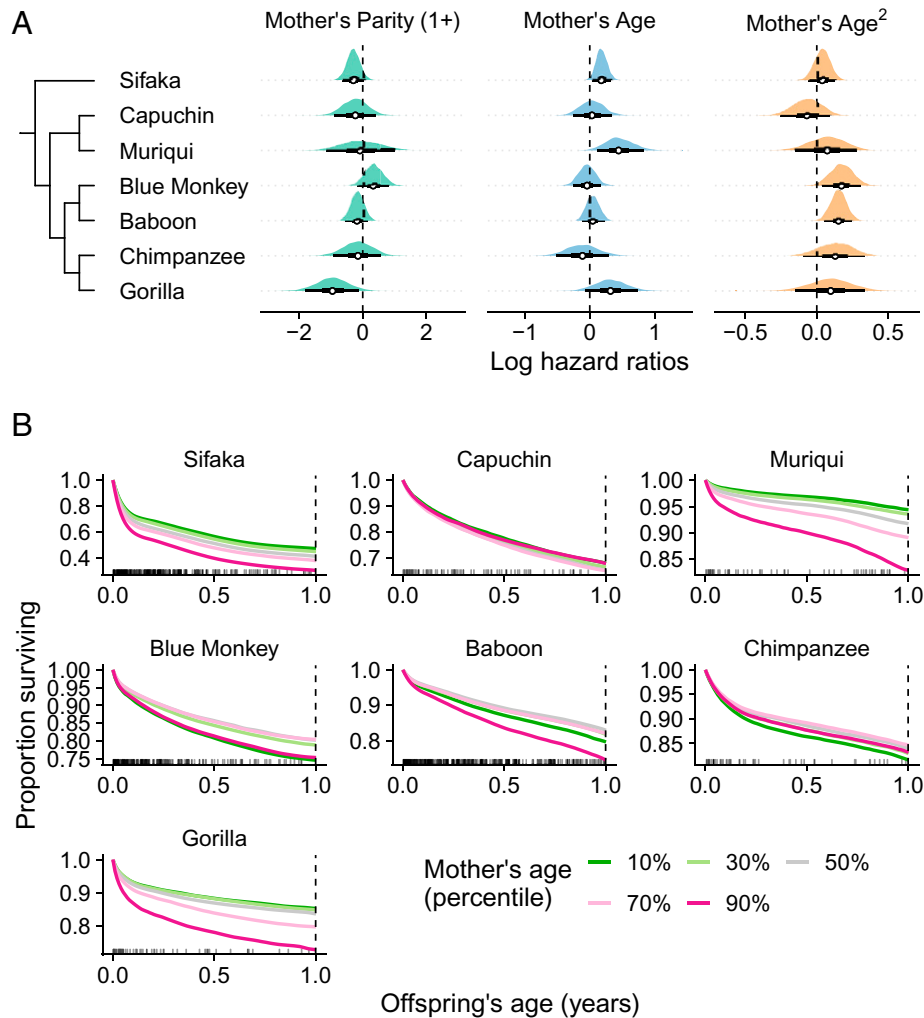 A
Mother's Parity (1+) Mother's Age Mother's Age²
Sifaka
Capuchin
Muriqui
Blue Monkey
Baboon
Chimpanzee
Gorilla
−2 0 2 −1 0 1 −0.5 0.0 0.5
Log hazard ratios
B
Proportion surviving
Sifaka Capuchin Muriqui
1.0 0.8 0.6 0.4 1.0 0.9 0.8 0.7 1.00 0.95 0.90 0.85
0.0 0.5 1.0 0.0 0.5 1.0 0.0 0.5 1.0
Blue Monkey Baboon Chimpanzee
1.00 0.95 0.90 0.85 0.80 0.75 1.0 0.9 0.8 1.00 0.95 0.90 0.85
0.0 0.5 1.0 0.0 0.5 1.0 0.0 0.5 1.0
Gorilla
1.0 0.9 0.8
0.0 0.5 1.0
Mother's age 10% 30% 50%
(percentile) 70% 90%
Offspring's age (years)